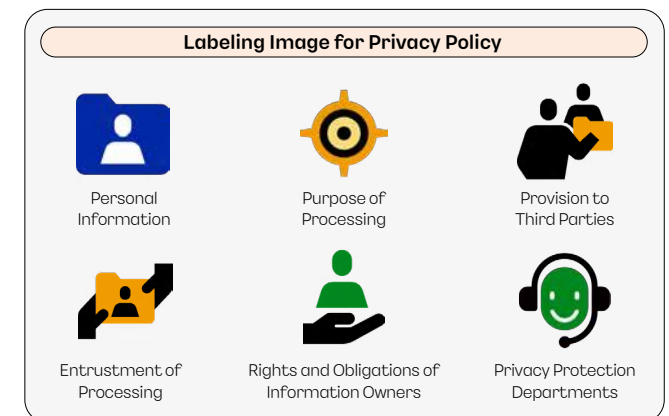 Labeling Image for Privacy Policy
Personal
Information
Purpose of
Processing
Provision to
Third Parties
Entrustment of
Processing
Rights and Obligations of
Information Owners
Privacy Protection
Departments